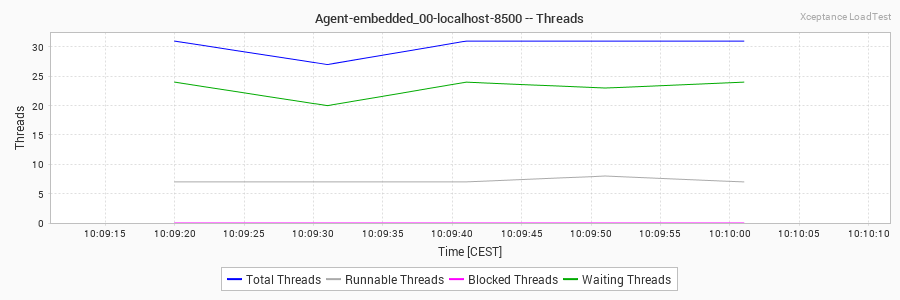 Agent-embedded_00-localhost-8500 -- Threads
Xceptance LoadTest
Threads
30
25
20
15
10
5
0
10:09:15 10:09:20 10:09:25 10:09:30 10:09:35 10:09:40 10:09:45 10:09:50 10:09:55 10:10:00 10:10:05 10:10:10
Time [CEST]
Total Threads Runnable Threads Blocked Threads Waiting Threads